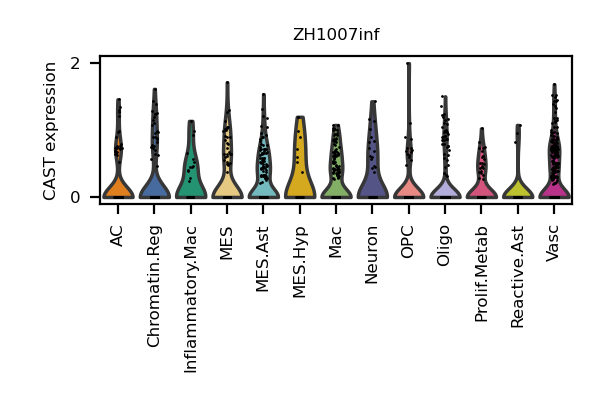 ZH1007inf
CAST expression
2
0
AC
Chromatin.Reg
Inflammatory.Mac
MES
MES.Ast
MES.Hyp
Mac
Neuron
OPC
Oligo
Prolif.Metab
Reactive.Ast
Vasc